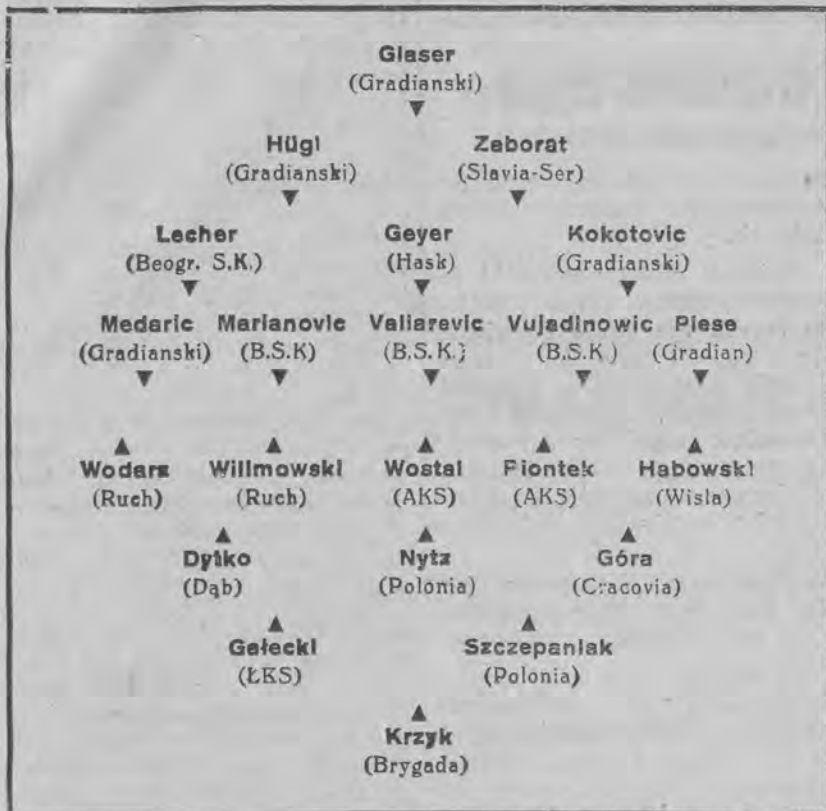 Glaser
(Gradianski)
Hügl Zaborat
(Gradianski) (Slavia-Ser)
Lecher Geyer Kokotovic
(Beogr. S.K.) (Hask) (Gradianski)
Medaric Marianovic Valiarevic Vujadinowic Plese
(Gradianski) (B.S.K) (B.S.K.) (B.S.K) (Gradian)
Wodarz Willmowski Wostal Piontek Habowski
(Ruch) (Ruch) (AKS) (AKS) (Wisla)
Dytko Nytz Góra
(Dąb) (Polonia) (Cracovia)
Gałecki Szczepaniak
(ŁKS) (Polonia)
Krzyk
(Brygada)